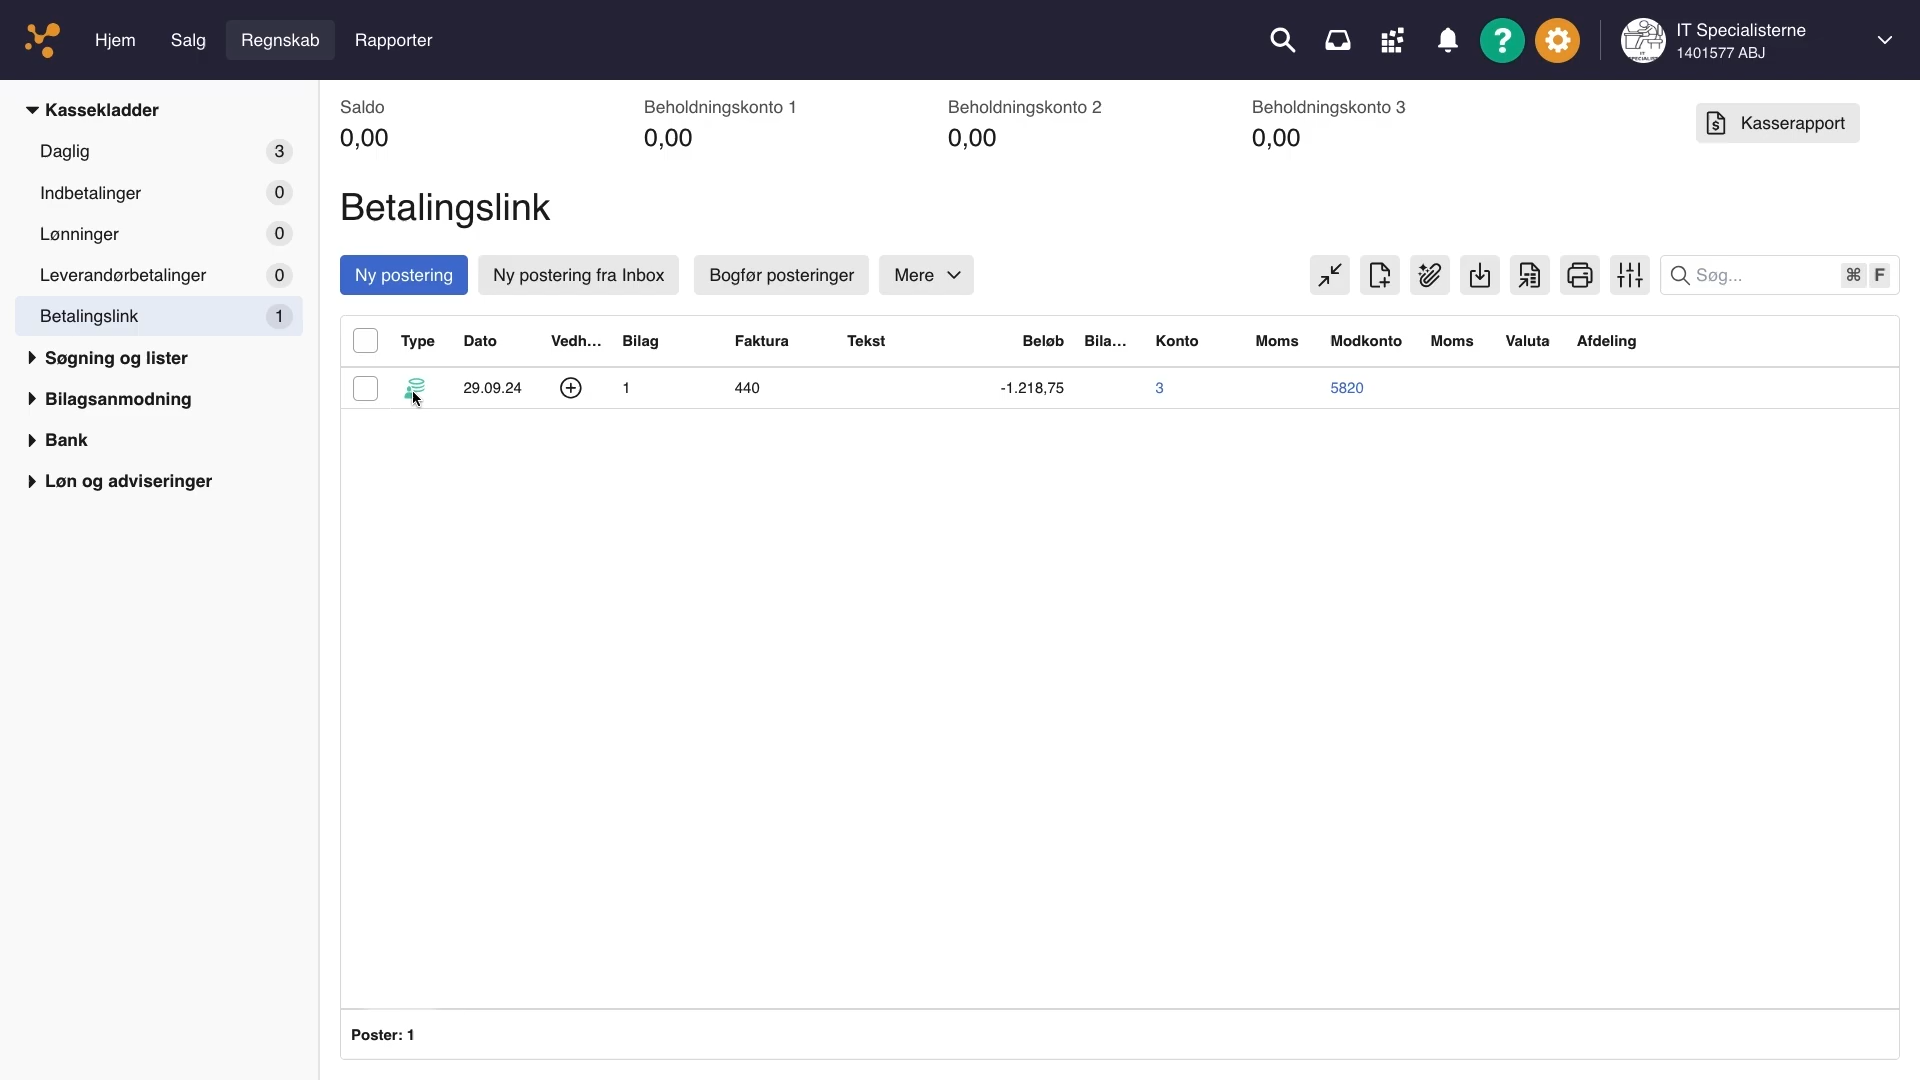 Hjem Salg Regnskab Rapporter
? IT Specialisterne
1401577 ABJ
Kassekladder
Daglig 3
Indbetalinger 0
Lønninger 0
Leverandørbetalinger 0
Betalingslink 1
Søgning og lister
Bilagsanmodning
Bank
Løn og adviseringer
Saldo Beholdningskonto 1 Beholdningskonto 2 Beholdningskonto 3
0,00 0,00 0,00 0,00
Kasserapport
Betalingslink
Ny postering Ny postering fra Inbox Bogfør posteringer Mere Søg... ⌘ F
Type Dato Vedh... Bilag Faktura Tekst Beløb Bila... Konto Moms Modkonto Moms Valuta Afdeling
29.09.24 1 440 -1.218,75 3 5820
Poster: 1